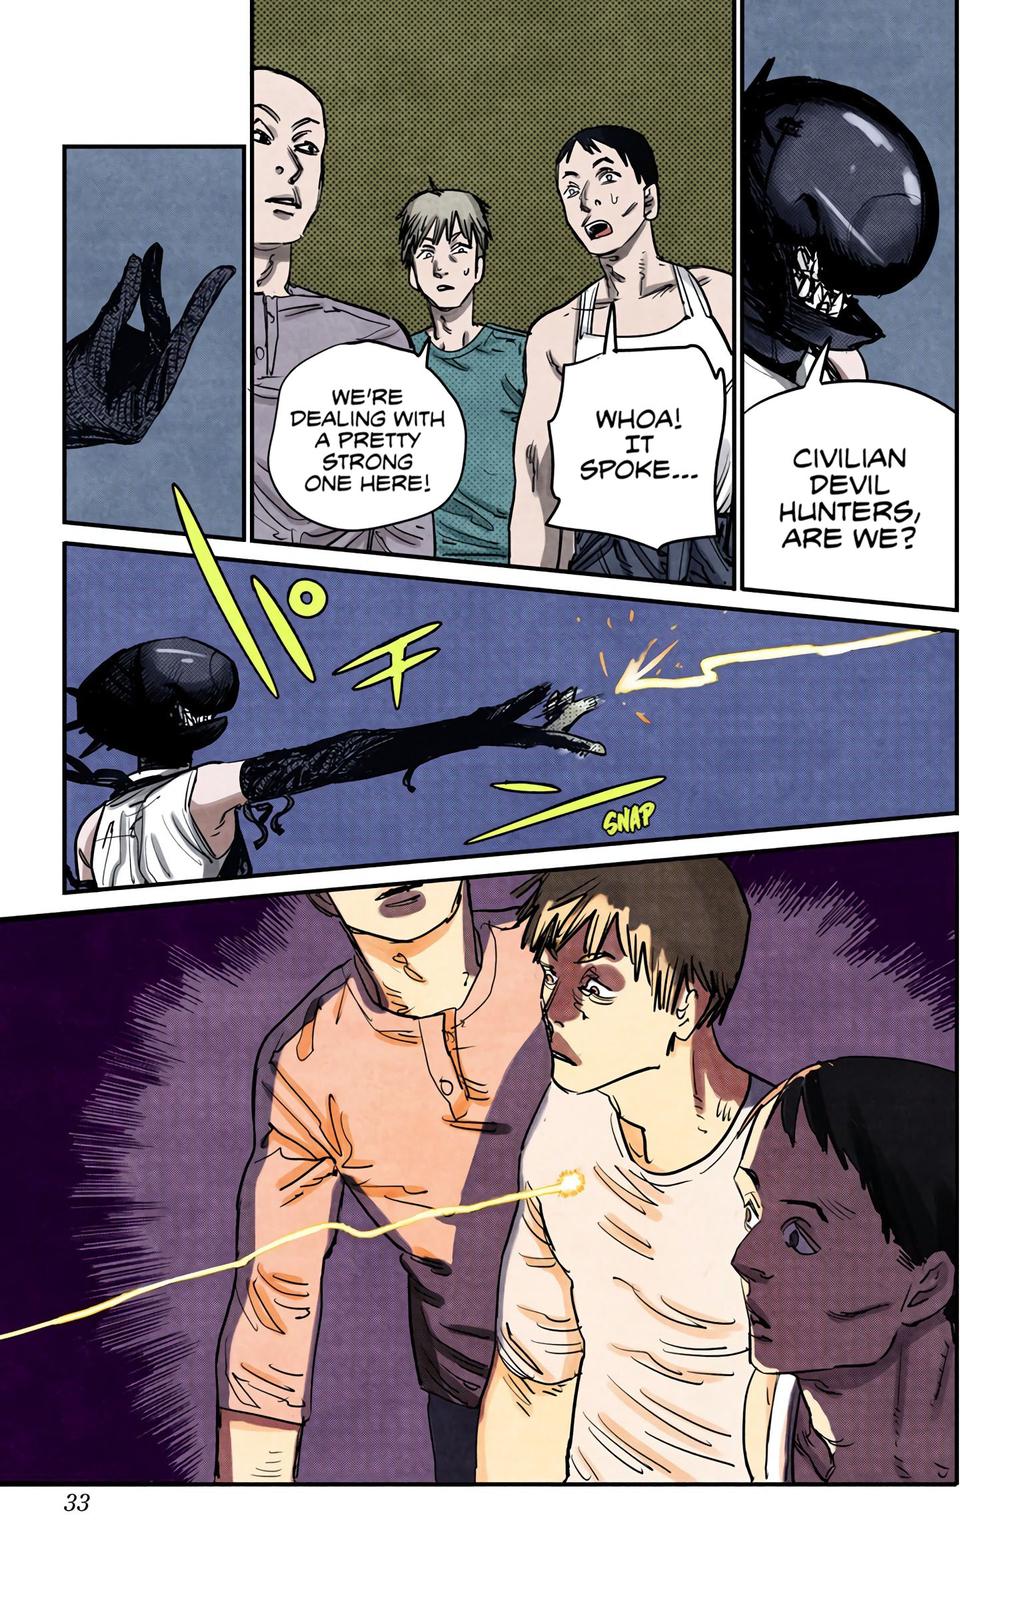 CIVILIAN
DEVIL
HUNTERS,
ARE WE?
WHOA!
IT
SPOKE...
WE'RE
DEALING WITH
A PRETTY
STRONG
ONE HERE!
パチ
SNAP
33